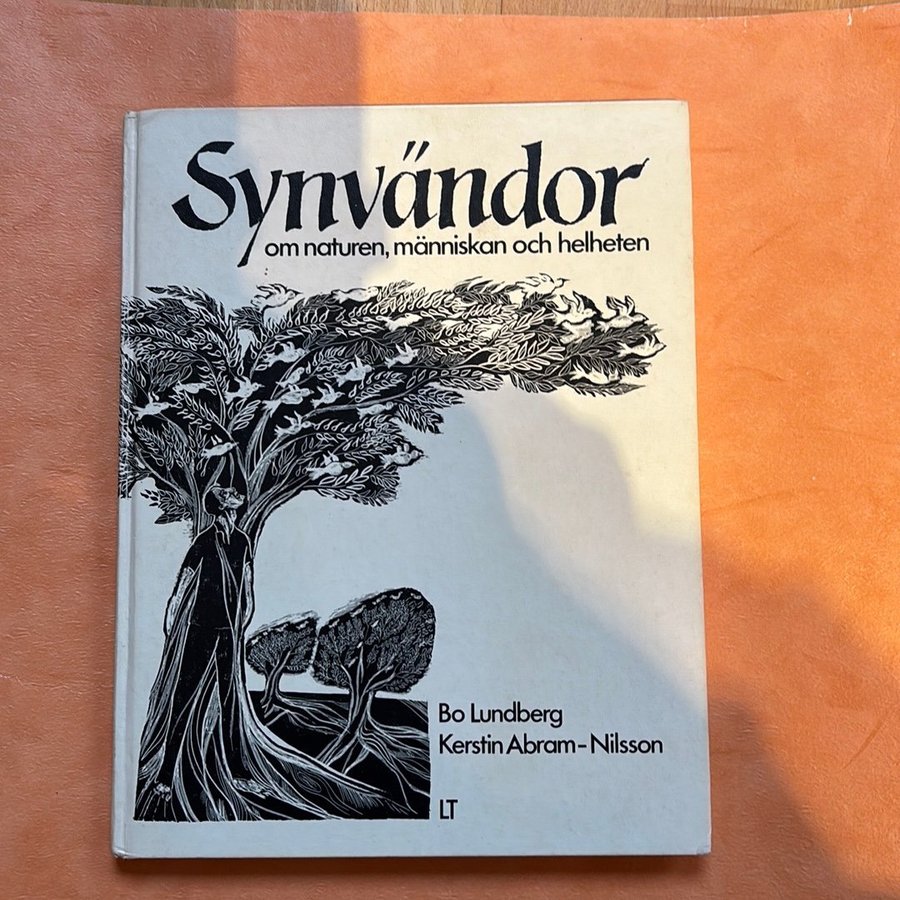 Synvändor
om naturen, människan och helheten
Bo Lundberg
Kerstin Abram-Nilsson
LT